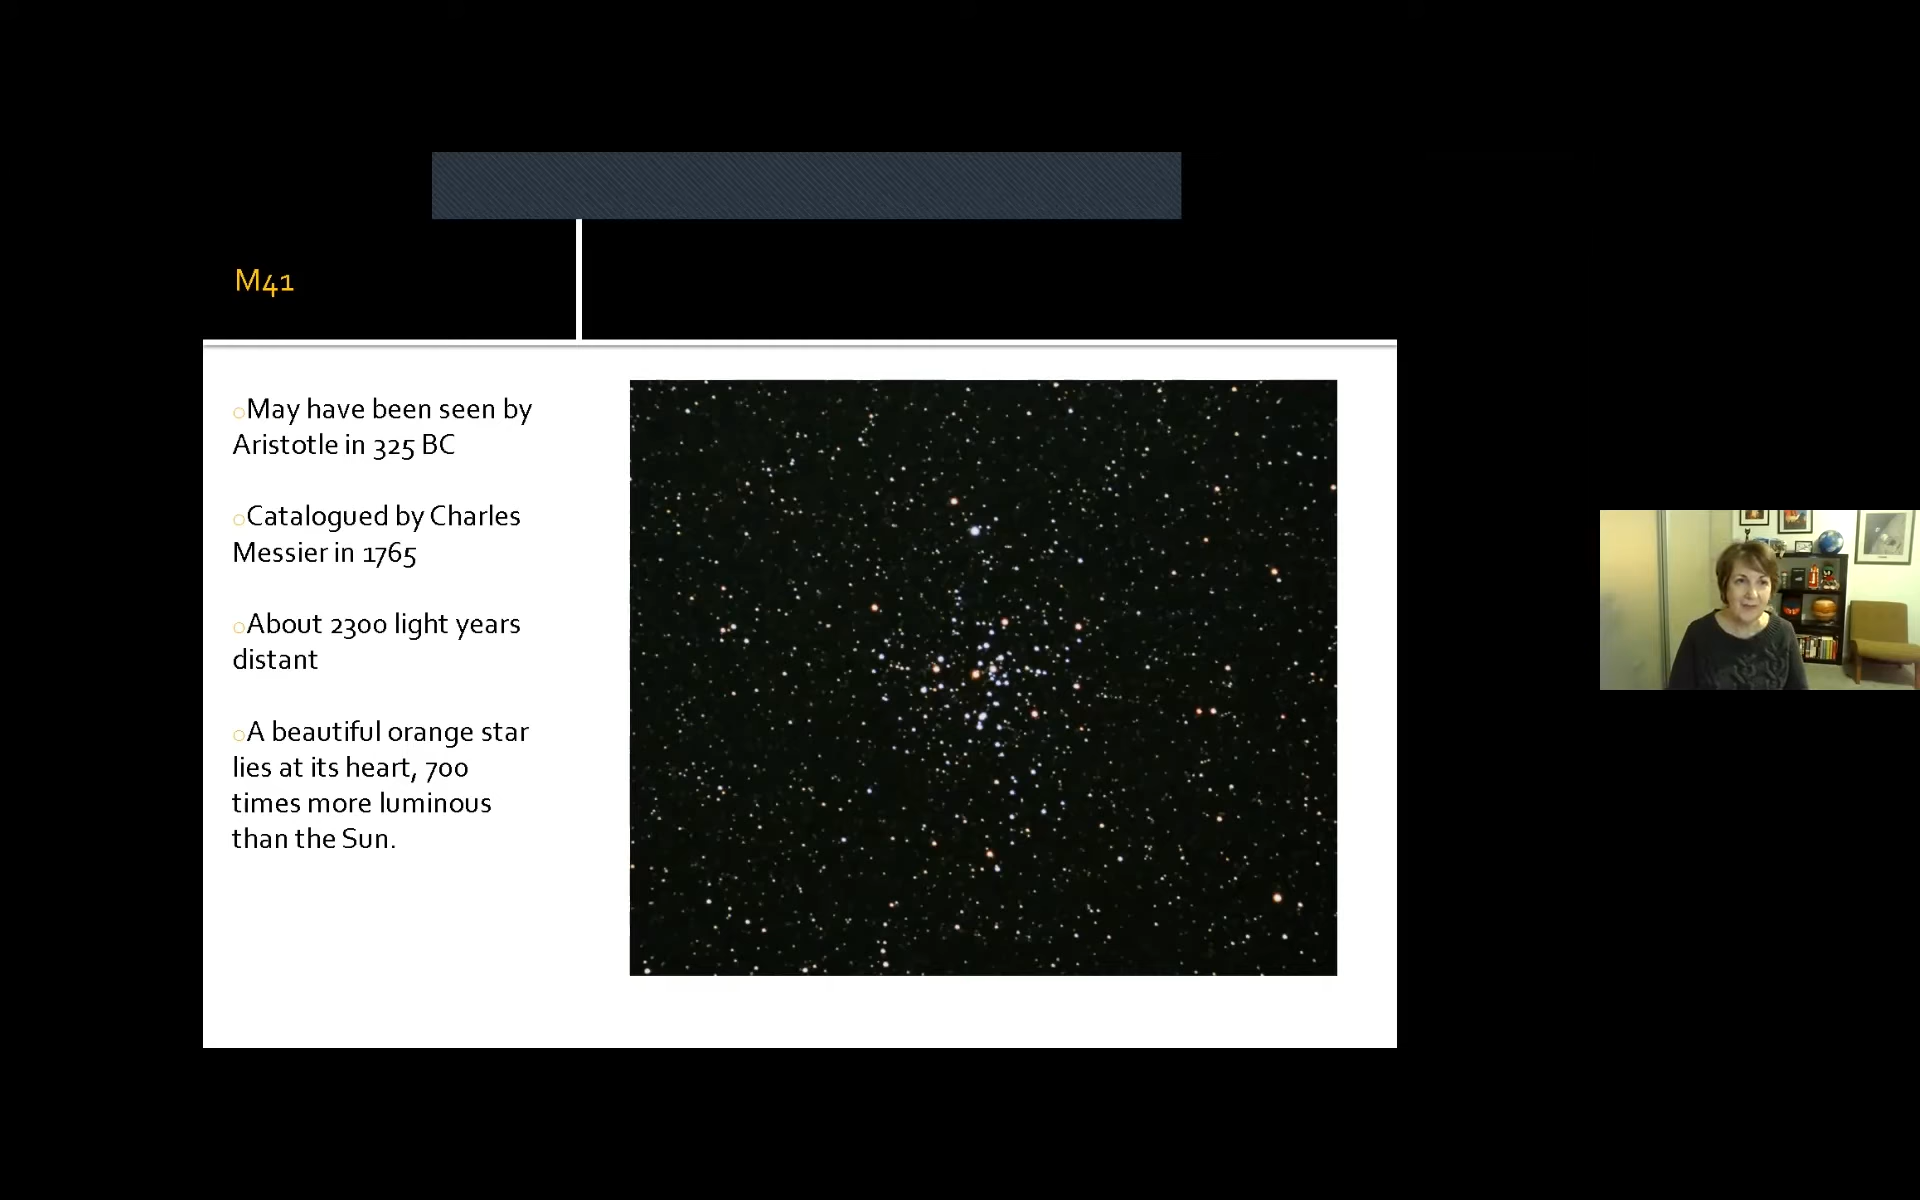 M41
○May have been seen by
Aristotle in 325 BC
○Catalogued by Charles
Messier in 1765
○About 2300 light years
distant
○A beautiful orange star
lies at its heart, 700
times more luminous
than the Sun.